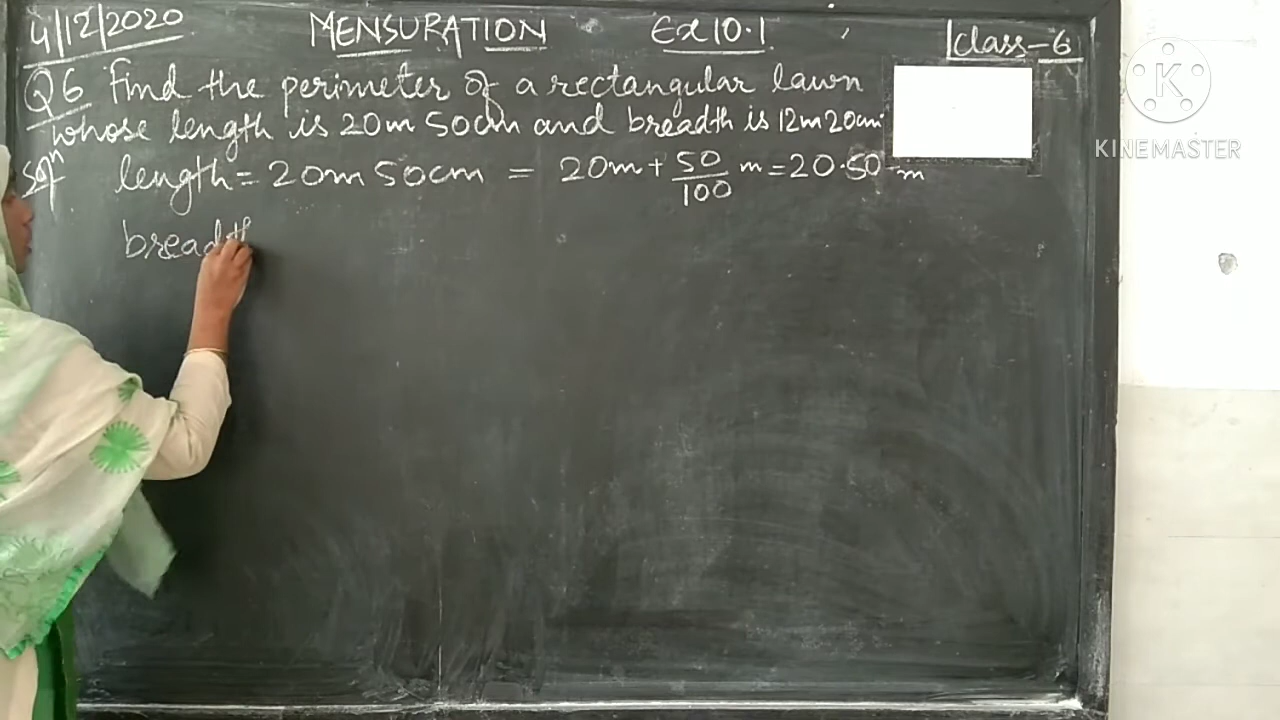 4/12/2020 MENSURATION Ex 10.1 Class-6
Q6 Find the perimeter of a rectangular lawn
whose length is 20m 50cm and breadth is 12m 20cm.
Solⁿ length = 20m 50cm = 20m + 50/100 m = 20.50 m
breadth
K
KINEMASTER